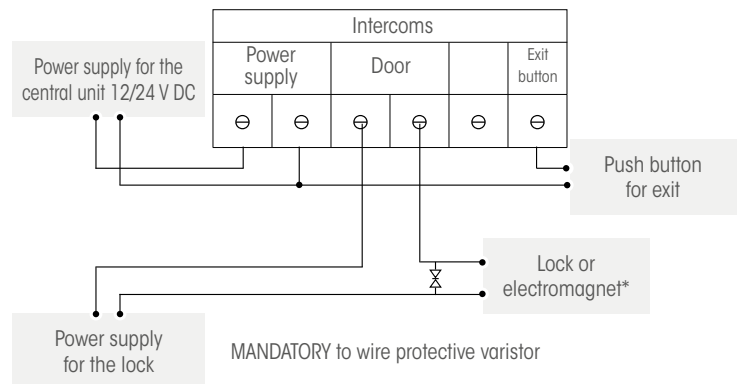 Intercoms
Power
supply
Door
Exit
button
Power supply for the
central unit 12/24 V DC
Push button
for exit
Lock or
electromagnet*
Power supply
for the lock
MANDATORY to wire protective varistor